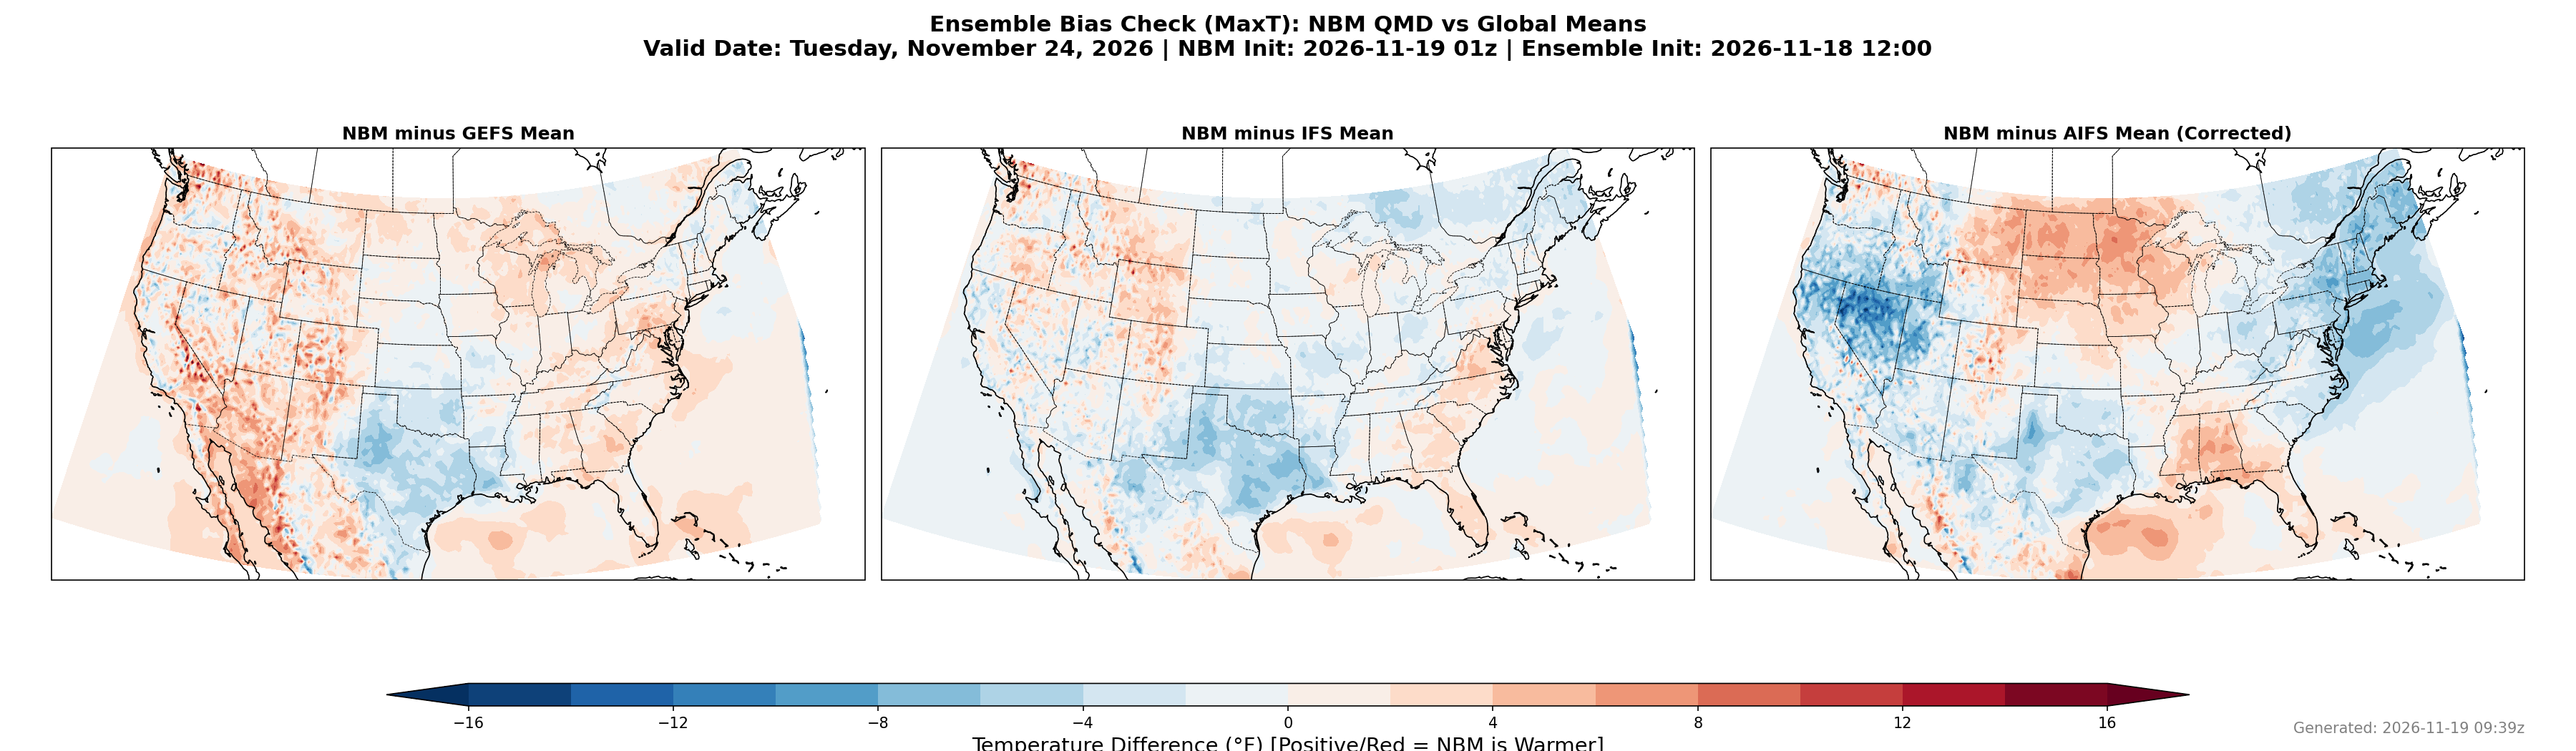 Ensemble Bias Check (MaxT): NBM QMD vs Global Means
Valid Date: Tuesday, November 24, 2026 | NBM Init: 2026-11-19 01z | Ensemble Init: 2026-11-18 12:00
NBM minus GEFS Mean
NBM minus IFS Mean
NBM minus AIFS Mean (Corrected)
−16 −12 −8 −4 0 4 8 12 16
Temperature Difference (°F) [Positive/Red = NBM is Warmer]
Generated: 2026-11-19 09:39z